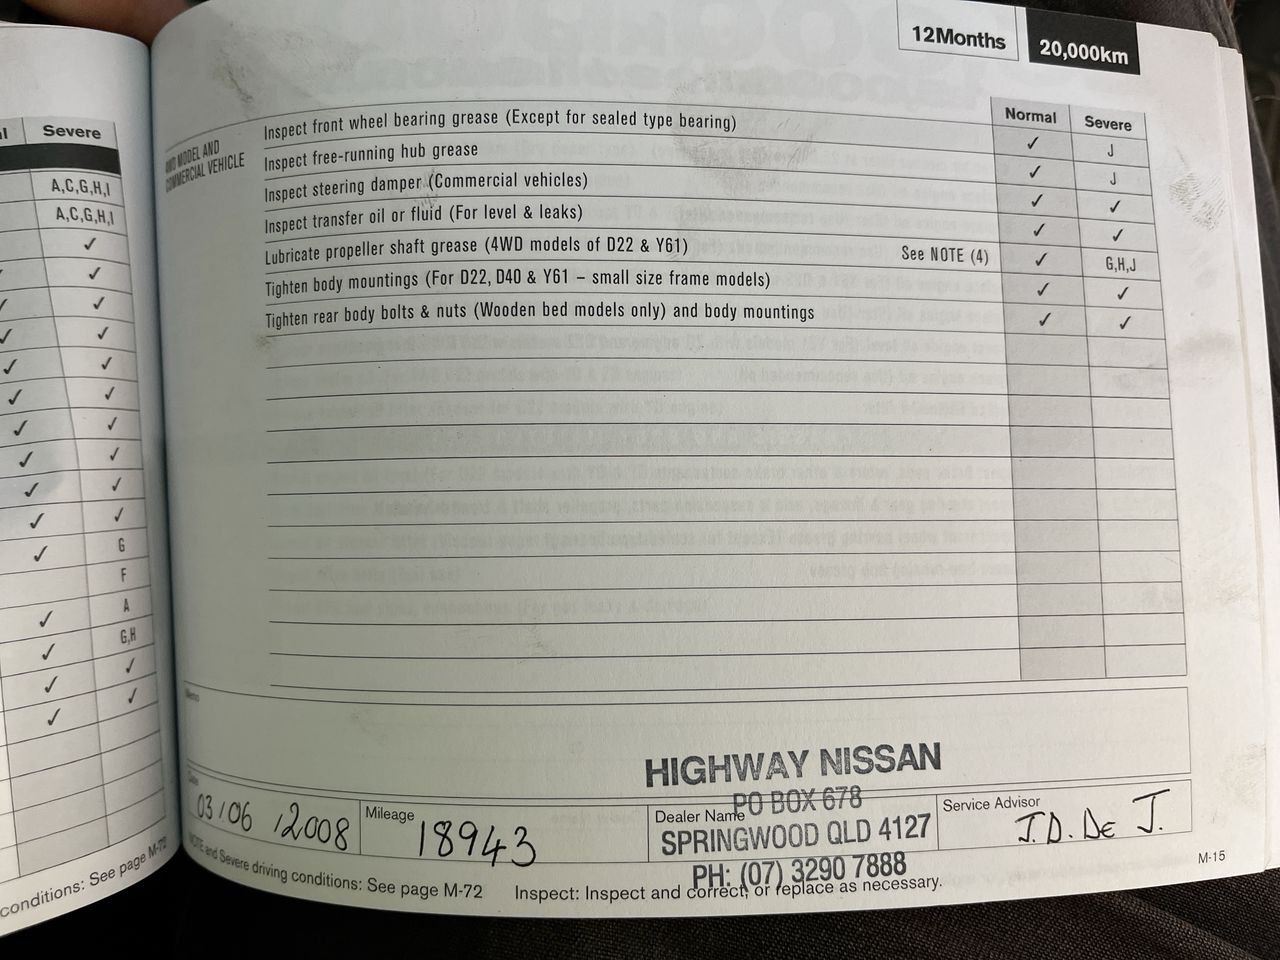 12Months 20,000km
Normal Severe
4WD MODEL AND
COMMERCIAL VEHICLE
Inspect front wheel bearing grease (Except for sealed type bearing) ✓ J
Inspect free-running hub grease ✓ J
Inspect steering damper (Commercial vehicles) ✓ ✓
Inspect transfer oil or fluid (For level & leaks) ✓ ✓
Lubricate propeller shaft grease (4WD models of D22 & Y61) See NOTE (4) ✓ G,H,J
Tighten body mountings (For D22, D40 & Y61 – small size frame models) ✓ ✓
Tighten rear body bolts & nuts (Wooden bed models only) and body mountings ✓ ✓
Memo
HIGHWAY NISSAN
PO BOX 678
SPRINGWOOD QLD 4127
PH: (07) 3290 7888
Date
03/06/2008
Mileage
18943
Dealer Name
Service Advisor
J.D. De J.
NOTE and Severe driving conditions: See page M-72 Inspect: Inspect and correct, or replace as necessary.
M-15
Severe
A,C,G,H,I
A,C,G,H,I
✓
✓
✓
✓ ✓
✓ ✓
✓ ✓
✓ ✓
✓ ✓
✓ ✓
✓ ✓
✓ G
F
✓ A
✓ G,H
✓ ✓
✓ ✓
conditions: See page M-72